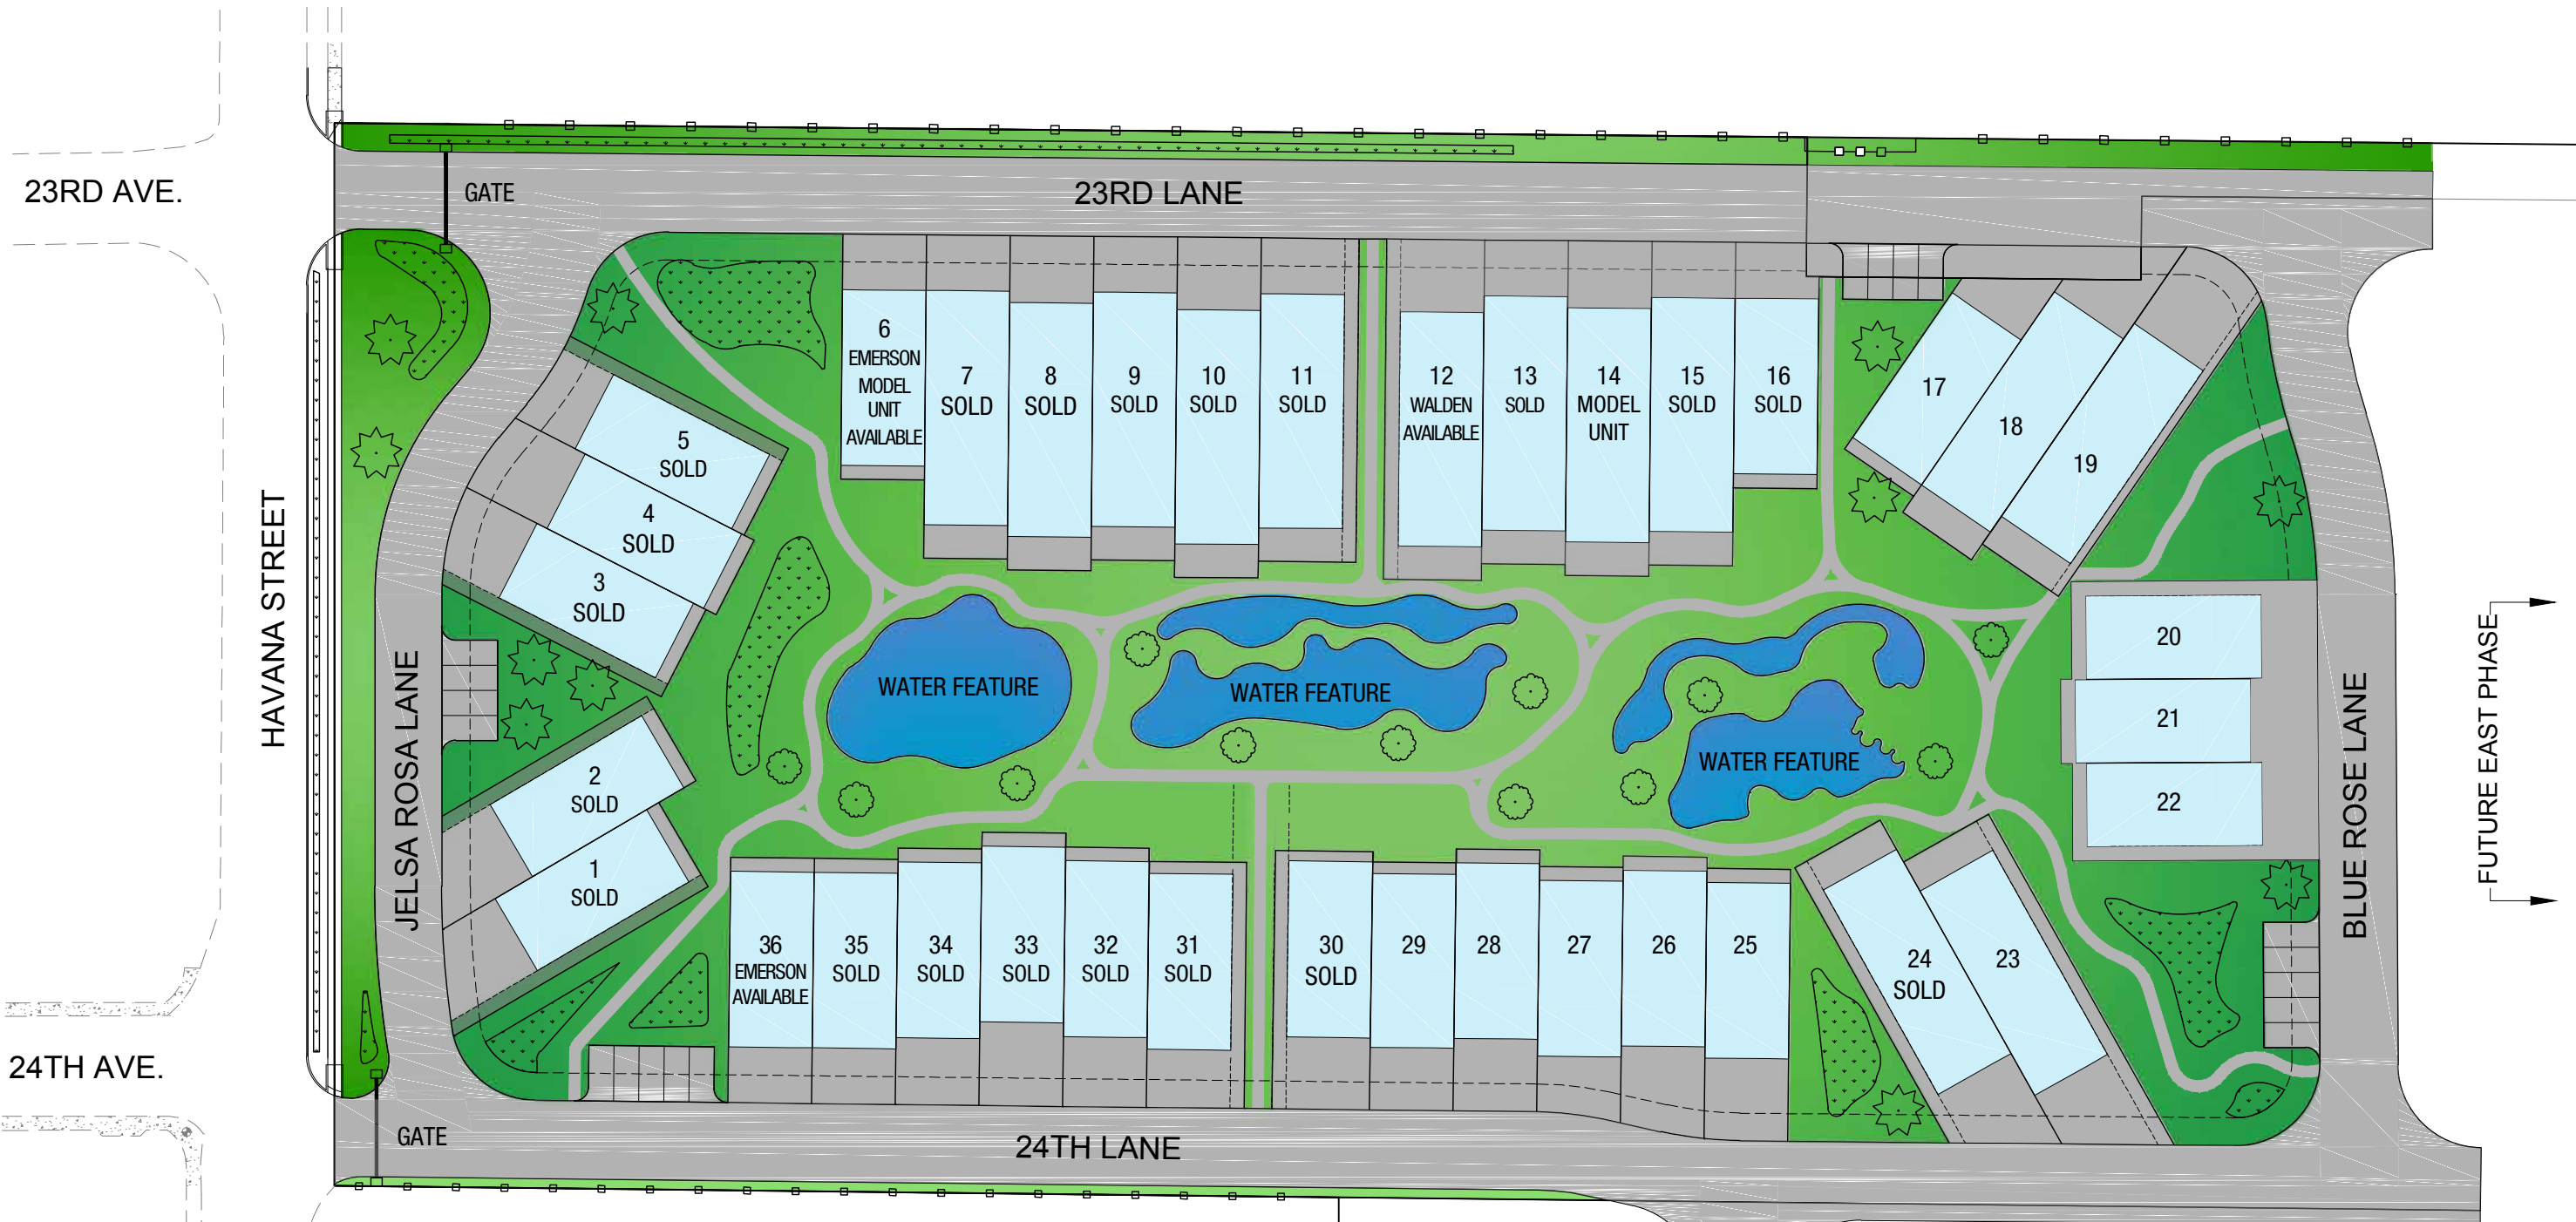 23RD AVE.
GATE
23RD LANE
6
EMERSON
MODEL
UNIT
AVAILABLE
7
SOLD
8
SOLD
9
SOLD
10
SOLD
11
SOLD
12
WALDEN
AVAILABLE
13
SOLD
14
MODEL
UNIT
15
SOLD
16
SOLD
17
18
19
5
SOLD
4
SOLD
3
SOLD
2
SOLD
1
SOLD
HAVANA STREET
JELSA ROSA LANE
WATER FEATURE
WATER FEATURE
WATER FEATURE
20
21
22
BLUE ROSE LANE
FUTURE EAST PHASE
36
EMERSON
AVAILABLE
35
SOLD
34
SOLD
33
SOLD
32
SOLD
31
SOLD
30
SOLD
29
28
27
26
25
24
SOLD
23
24TH AVE.
GATE
24TH LANE